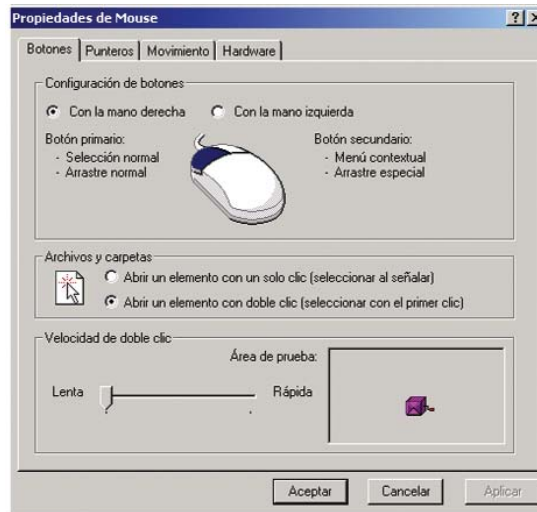 Propiedades de Mouse
Botones Punteros Movimiento Hardware
Configuración de botones
Con la mano derecha Con la mano izquierda
Botón primario:
- Selección normal
- Arrastre normal
Botón secundario:
- Menú contextual
- Arrastre especial
Archivos y carpetas
Abrir un elemento con un solo clic (seleccionar al señalar)
Abrir un elemento con doble clic (seleccionar con el primer clic)
Velocidad de doble clic
Área de prueba:
Lenta Rápida
Aceptar Cancelar Aplicar